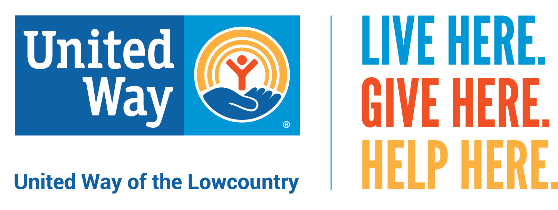 United
Way
®
United Way of the Lowcountry
LIVE HERE.
GIVE HERE.
HELP HERE.